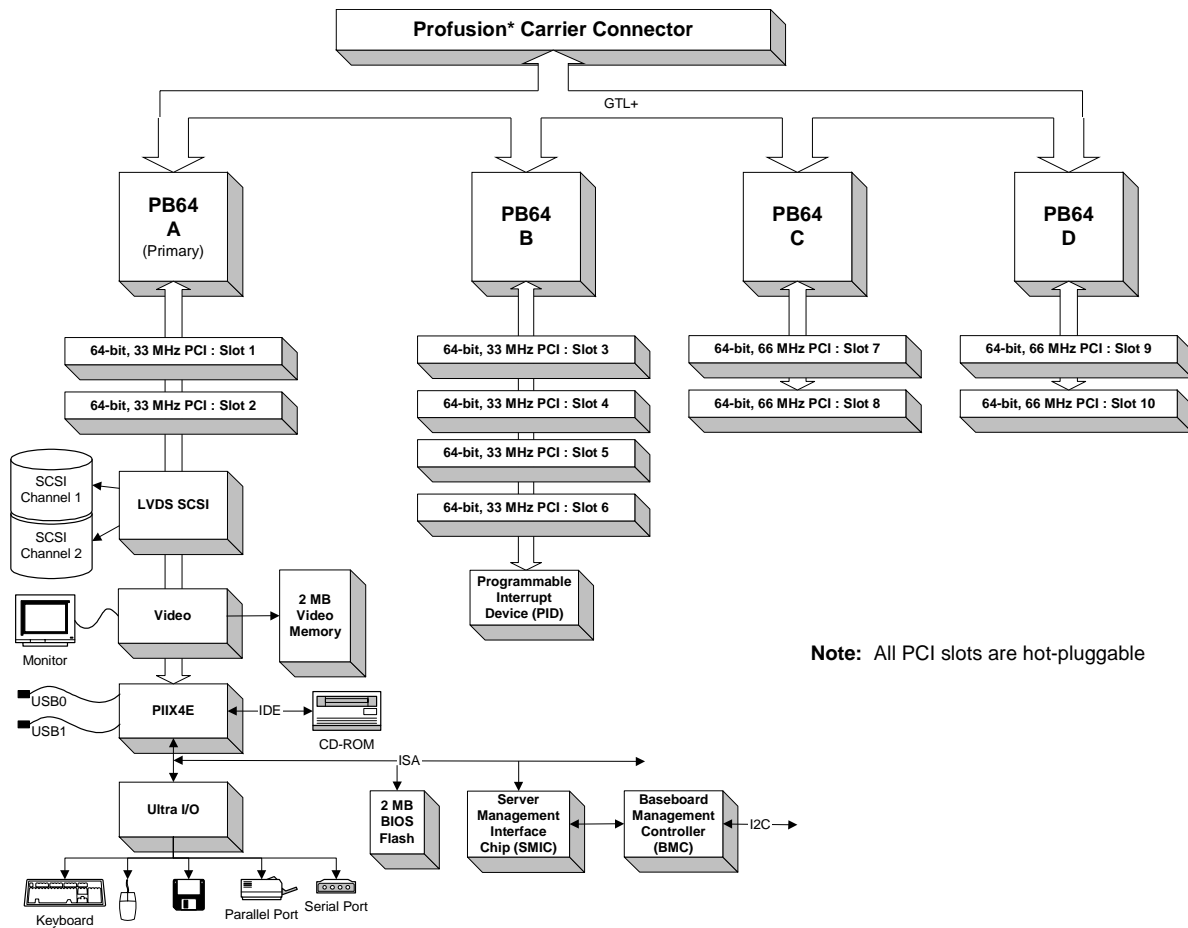 Profusion* Carrier Connector
GTL+
PB64
A
(Primary)
PB64
B
PB64
C
PB64
D
64-bit, 33 MHz PCI : Slot 1
64-bit, 33 MHz PCI : Slot 3
64-bit, 66 MHz PCI : Slot 7
64-bit, 66 MHz PCI : Slot 9
64-bit, 33 MHz PCI : Slot 2
64-bit, 33 MHz PCI : Slot 4
64-bit, 66 MHz PCI : Slot 8
64-bit, 66 MHz PCI : Slot 10
64-bit, 33 MHz PCI : Slot 5
64-bit, 33 MHz PCI : Slot 6
SCSI
Channel 1
SCSI
Channel 2
LVDS SCSI
Programmable
Interrupt
Device (PID)
Video
2 MB
Video
Memory
Monitor
Note: All PCI slots are hot-pluggable
USB0
USB1
PIIX4E
IDE
CD-ROM
ISA
Ultra I/O
2 MB
BIOS
Flash
Server
Management
Interface
Chip (SMIC)
Baseboard
Management
Controller
(BMC)
I2C
Keyboard
Parallel Port
Serial Port